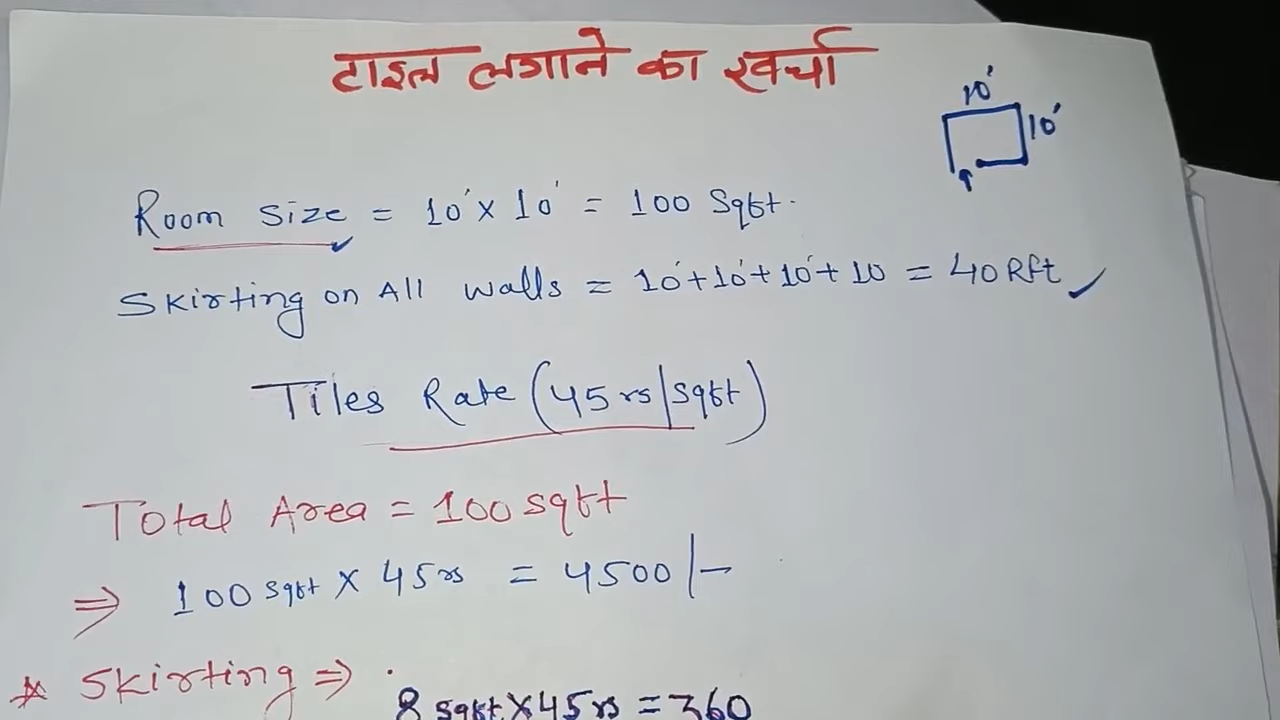 टाइल लगाने का खर्चा
10'
10'
Room Size = 10' x 10' = 100 Sqft.
Skirting on All walls = 10'+10'+10'+10 = 40 Rft
Tiles Rate (45 rs/sqft)
Total Area = 100 sqft
⇒ 100 sqft x 45 rs = 4500/-
* Skirting ⇒
8 sqft x 45 rs = 360